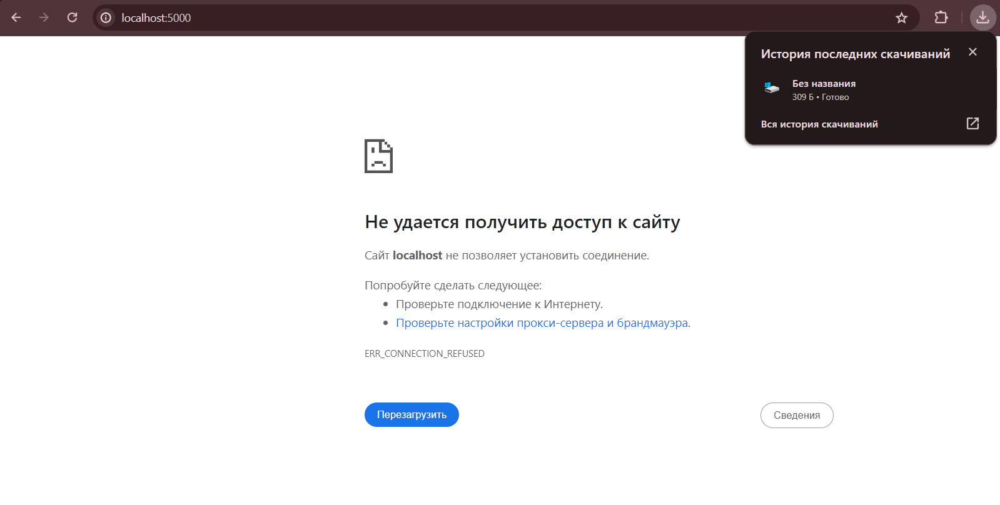 localhost:5000
История последних скачиваний
Без названия
309 Б • Готово
Вся история скачиваний
Не удается получить доступ к сайту
Сайт localhost не позволяет установить соединение.
Попробуйте сделать следующее:
• Проверьте подключение к Интернету.
• Проверьте настройки прокси-сервера и брандмауэра.
ERR_CONNECTION_REFUSED
Перезагрузить
Сведения